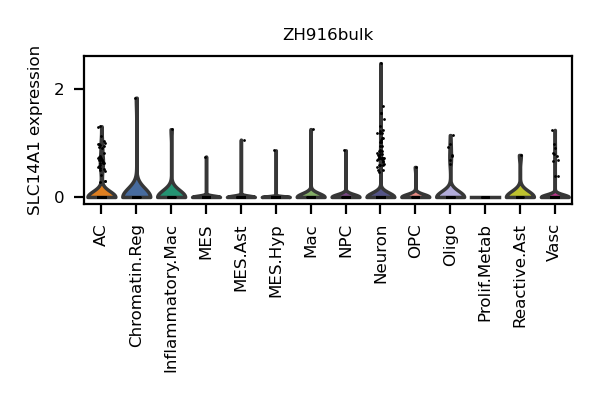 ZH916bulk
SLC14A1 expression
2
0
AC
Chromatin.Reg
Inflammatory.Mac
MES
MES.Ast
MES.Hyp
Mac
NPC
Neuron
OPC
Oligo
Prolif.Metab
Reactive.Ast
Vasc